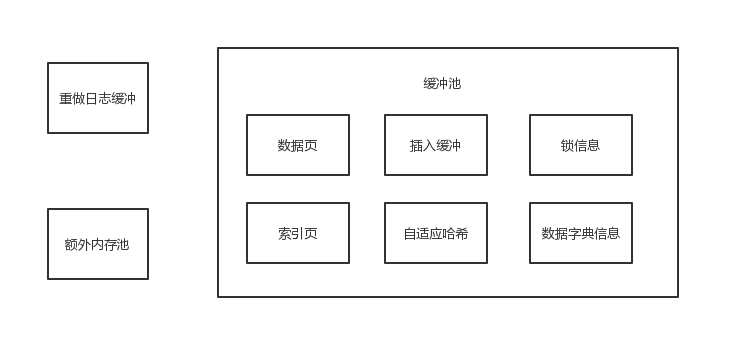 缓冲池
重做日志缓冲
数据页
插入缓冲
锁信息
额外内存池
索引页
自适应哈希
数据字典信息